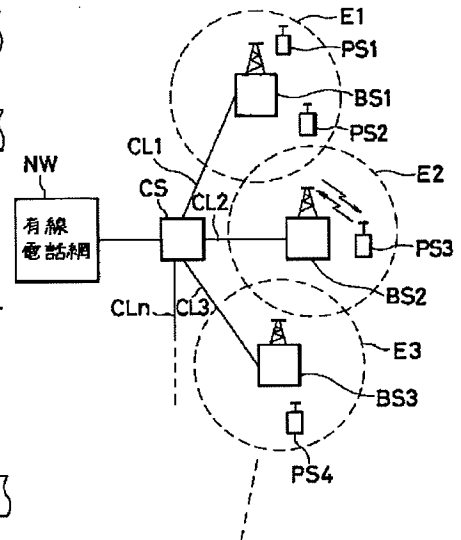 E1
PS1
BS1
PS2
CL1
NW
CS
CL2
E2
有線
電話網
PS3
BS2
CLn
CL3
E3
BS3
PS4